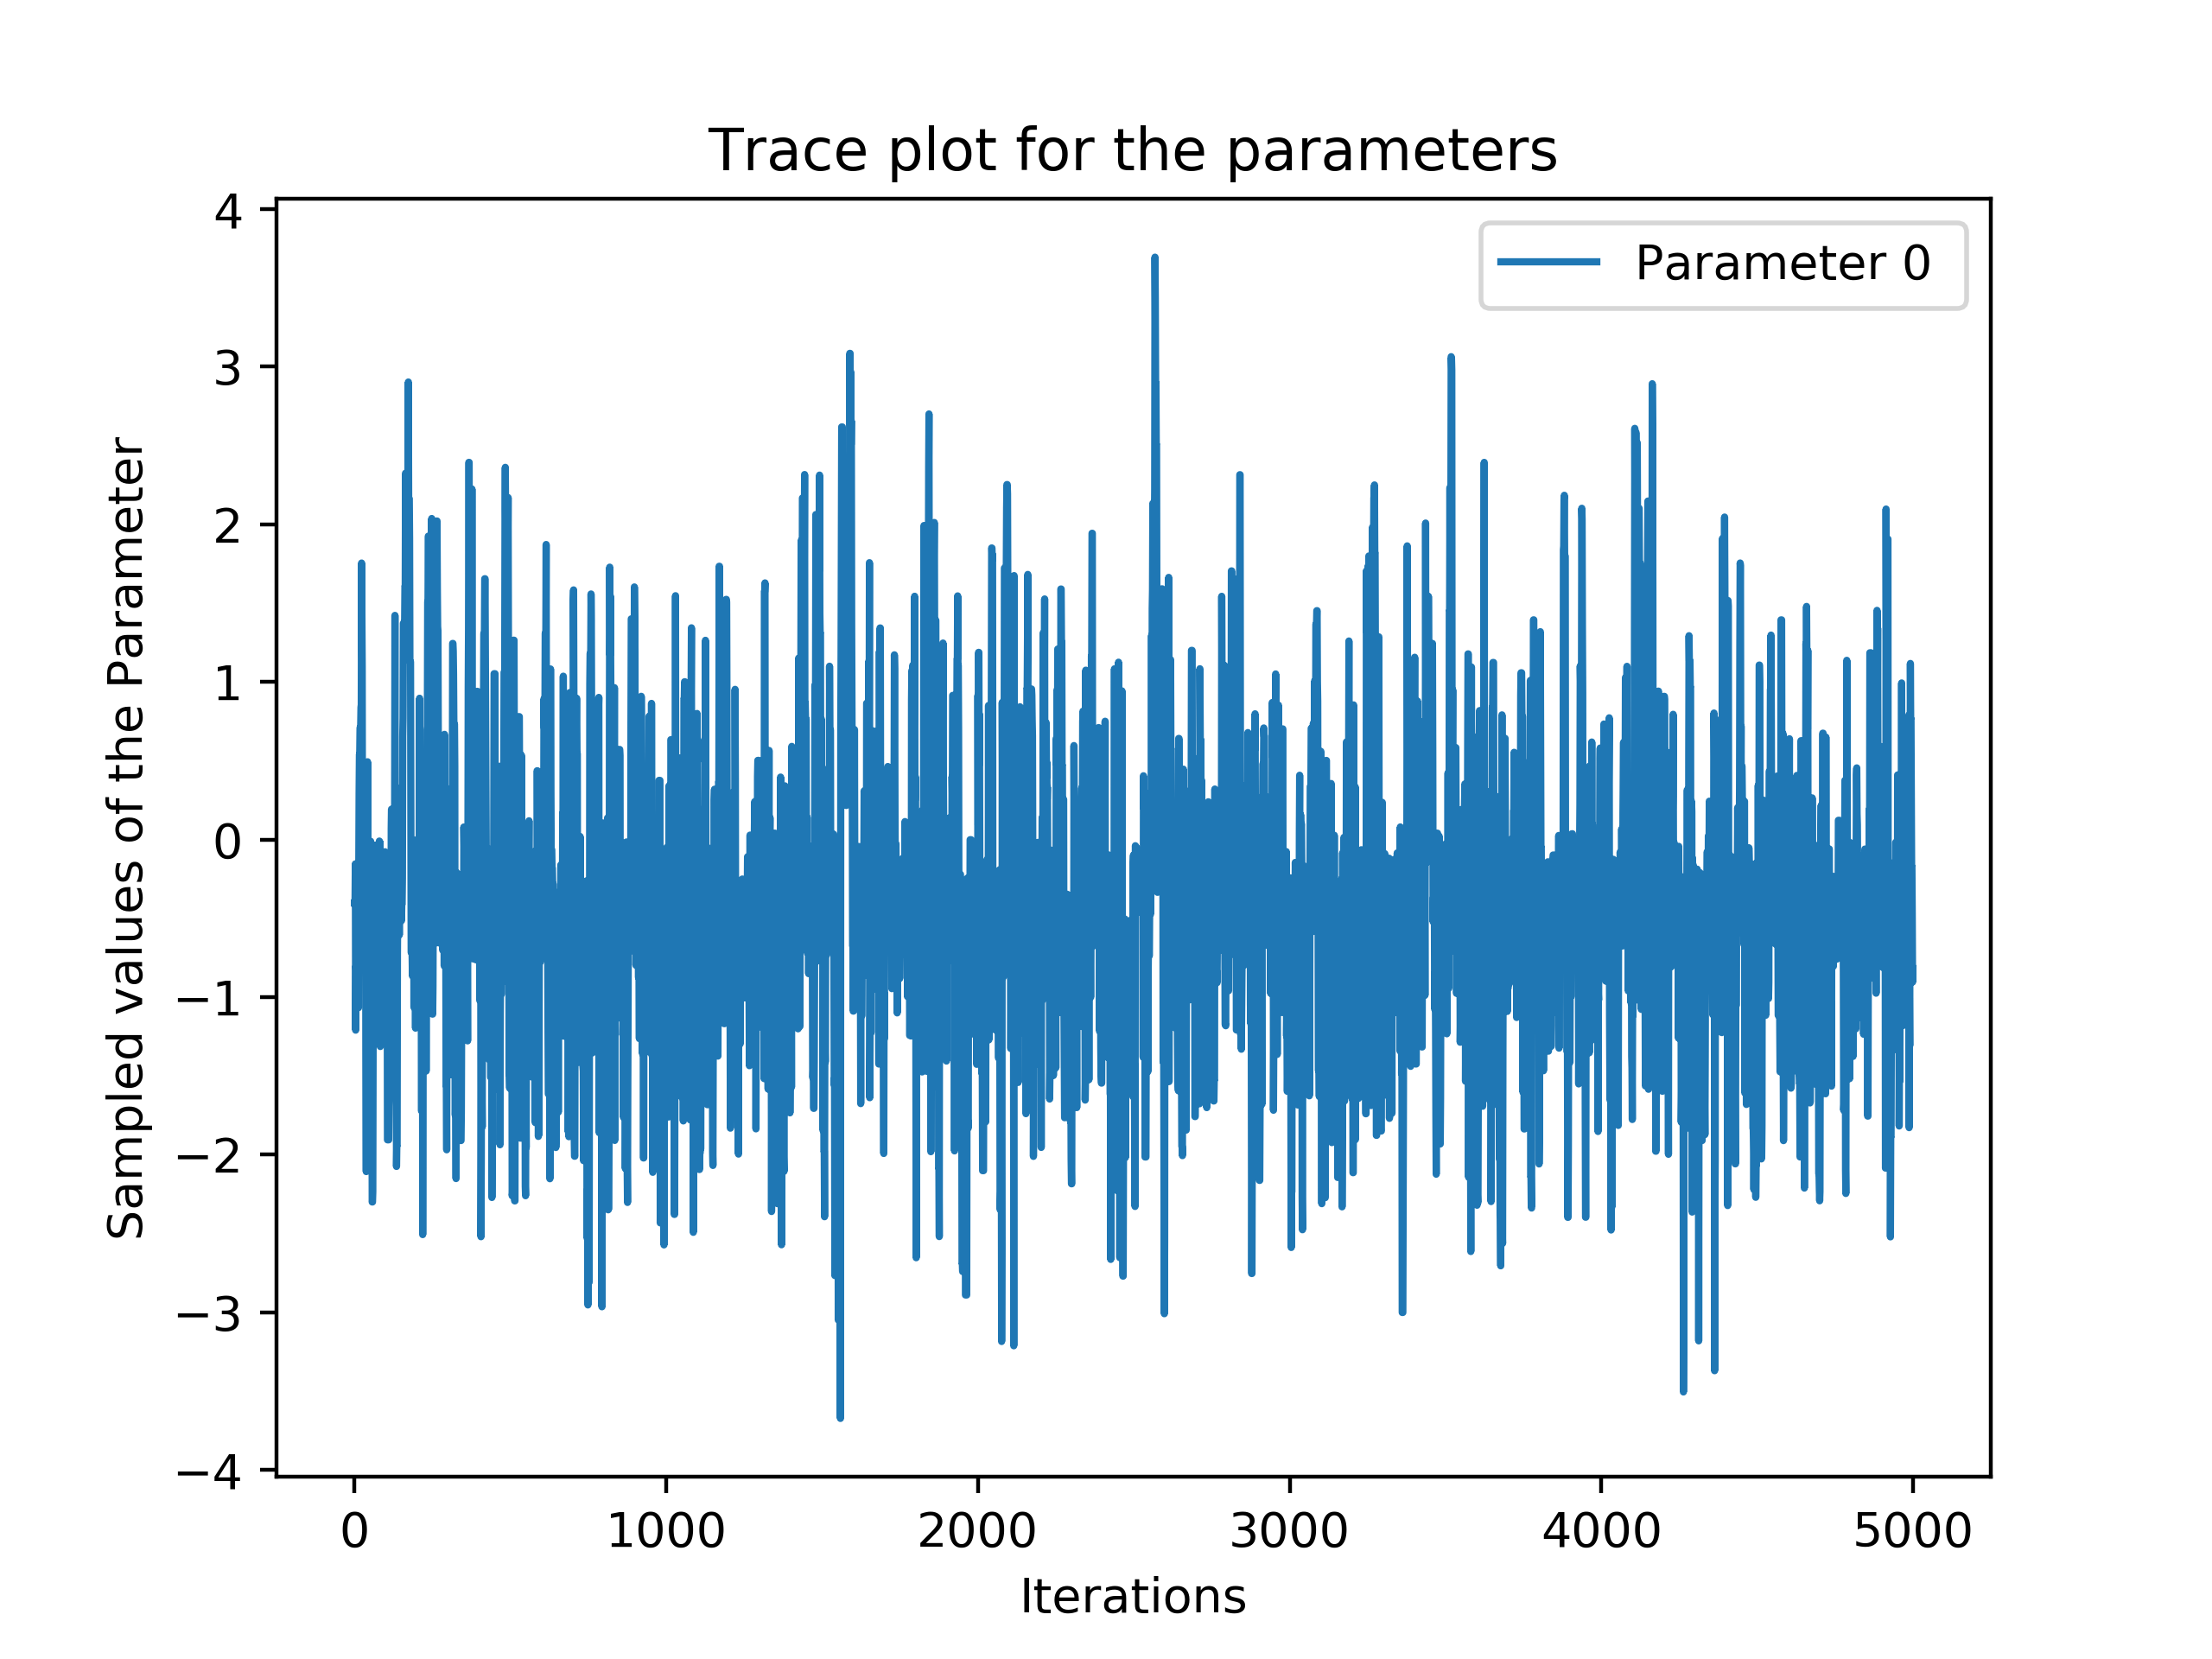 Trace plot for the parameters
Parameter 0
Sampled values of the Parameter
4
3
2
1
0
−1
−2
−3
−4
0 1000 2000 3000 4000 5000
Iterations